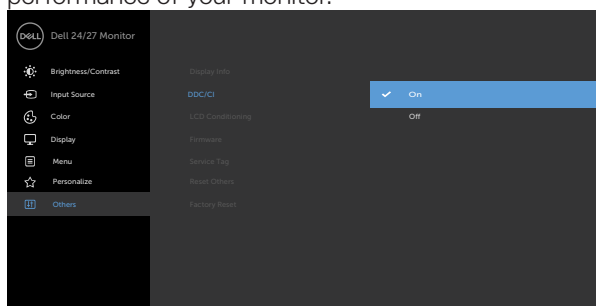 performance of your monitor.
DELL Dell 24/27 Monitor
Brightness/Contrast Display Info
Input Source DDC/CI On
Color LCD Conditioning Off
Display Firmware
Menu Service Tag
Personalize Reset Others
Others Factory Reset